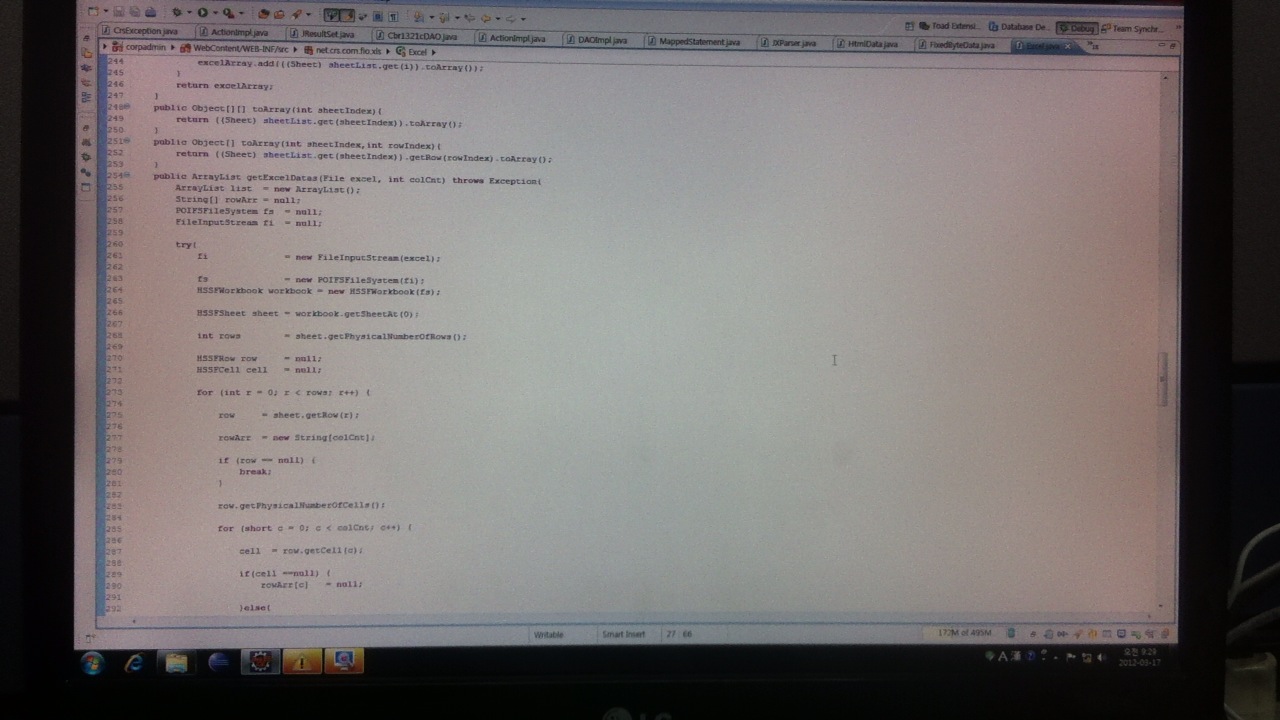 CrsException.java ActionImpl.java JResultSet.java Cbr1321cDAO.java ActionImpl.java DAOImpl.java MappedStatement.java JXParser.java HtmlData.java FixedByteData.java Excel.java
Toad Extensi... Database De... Debug Team Synchr...
corpadmin WebContent/WEB-INF/src net.crs.com.fio.xls Excel
244 excelArray.add(((Sheet) sheetList.get(i)).toArray());
245 }
246 return excelArray;
247 }
248 public Object[][] toArray(int sheetIndex){
249 return ((Sheet) sheetList.get(sheetIndex)).toArray();
250 }
251 public Object[] toArray(int sheetIndex,int rowIndex){
252 return ((Sheet) sheetList.get(sheetIndex)).getRow(rowIndex).toArray();
253 }
254 public ArrayList getExcelDatas(File excel, int colCnt) throws Exception{
255 ArrayList list = new ArrayList();
256 String[] rowArr = null;
257 POIFSFileSystem fs = null;
258 FileInputStream fi = null;
259
260 try{
261 fi = new FileInputStream(excel);
262
263 fs = new POIFSFileSystem(fi);
264 HSSFWorkbook workbook = new HSSFWorkbook(fs);
265
266 HSSFSheet sheet = workbook.getSheetAt(0);
267
268 int rows = sheet.getPhysicalNumberOfRows();
269
270 HSSFRow row = null;
271 HSSFCell cell = null;
272
273 for (int r = 0; r < rows; r++) {
274
275 row = sheet.getRow(r);
276
277 rowArr = new String[colCnt];
278
279 if (row == null) {
280 break;
281 }
282
283 row.getPhysicalNumberOfCells();
284
285 for (short c = 0; c < colCnt; c++) {
286
287 cell = row.getCell(c);
288
289 if(cell ==null) {
290 rowArr[c] = null;
291
292 }else{
Writable Smart Insert 27 : 66 172M of 495M
A 漢
오전 9:29
2012-03-17
LG